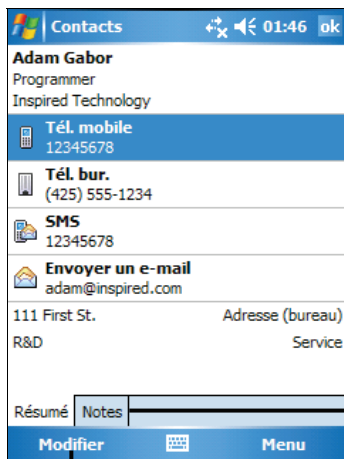 Contacts 01:46 ok
Adam Gabor
Programmer
Inspired Technology
Tél. mobile
12345678
Tél. bur.
(425) 555-1234
SMS
12345678
Envoyer un e-mail
adam@inspired.com
111 First St. Adresse (bureau)
R&D Service
Résumé Notes
Modifier Menu